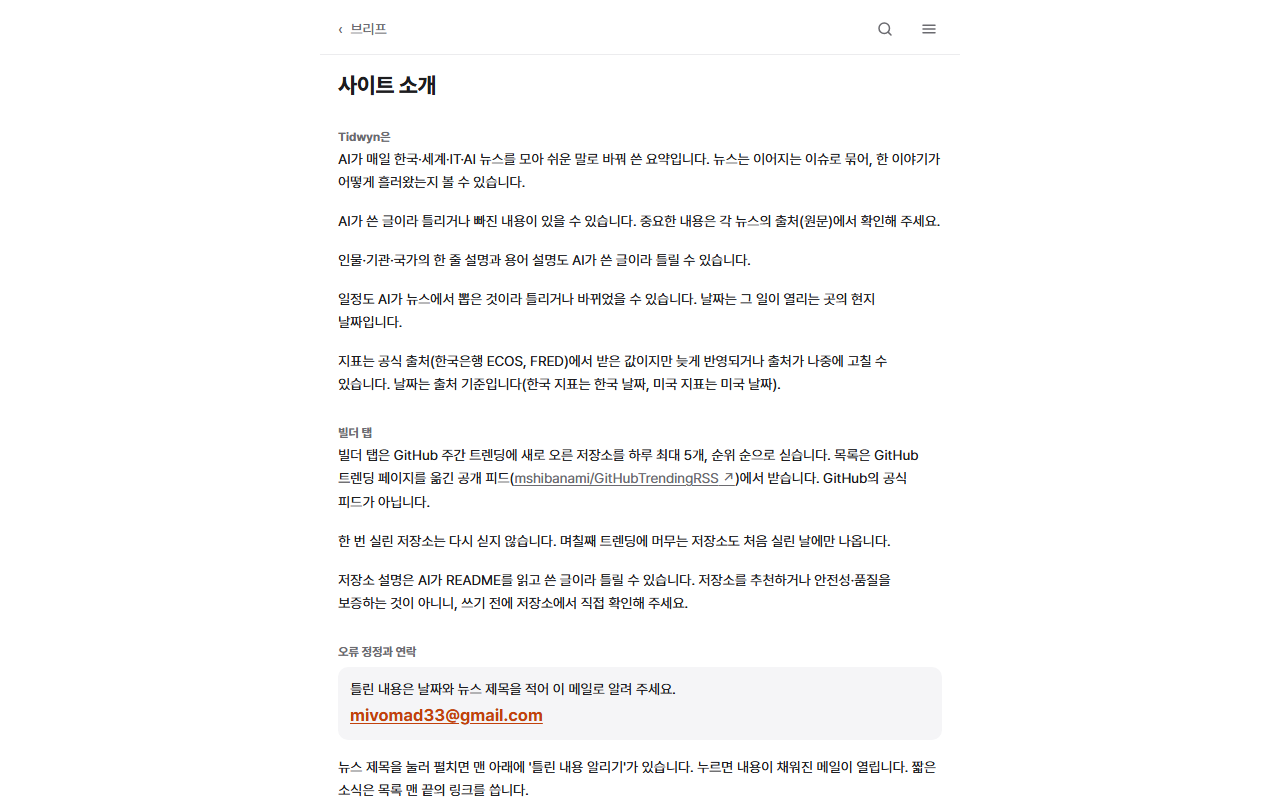 ‹ 브리프
사이트 소개
Tidwyn은
AI가 매일 한국·세계·IT·AI 뉴스를 모아 쉬운 말로 바꿔 쓴 요약입니다. 뉴스는 이어지는 이슈로 묶어, 한 이야기가
어떻게 흘러왔는지 볼 수 있습니다.
AI가 쓴 글이라 틀리거나 빠진 내용이 있을 수 있습니다. 중요한 내용은 각 뉴스의 출처(원문)에서 확인해 주세요.
인물·기관·국가의 한 줄 설명과 용어 설명도 AI가 쓴 글이라 틀릴 수 있습니다.
일정도 AI가 뉴스에서 뽑은 것이라 틀리거나 바뀌었을 수 있습니다. 날짜는 그 일이 열리는 곳의 현지
날짜입니다.
지표는 공식 출처(한국은행 ECOS, FRED)에서 받은 값이지만 늦게 반영되거나 출처가 나중에 고칠 수
있습니다. 날짜는 출처 기준입니다(한국 지표는 한국 날짜, 미국 지표는 미국 날짜).
빌더 탭
빌더 탭은 GitHub 주간 트렌딩에 새로 오른 저장소를 하루 최대 5개, 순위 순으로 싣습니다. 목록은 GitHub
트렌딩 페이지를 옮긴 공개 피드(mshibanami/GitHubTrendingRSS ↗)에서 받습니다. GitHub의 공식
피드가 아닙니다.
한 번 실린 저장소는 다시 싣지 않습니다. 며칠째 트렌딩에 머무는 저장소도 처음 실린 날에만 나옵니다.
저장소 설명은 AI가 README를 읽고 쓴 글이라 틀릴 수 있습니다. 저장소를 추천하거나 안전성·품질을
보증하는 것이 아니니, 쓰기 전에 저장소에서 직접 확인해 주세요.
오류 정정과 연락
틀린 내용은 날짜와 뉴스 제목을 적어 이 메일로 알려 주세요.
mivomad33@gmail.com
뉴스 제목을 눌러 펼치면 맨 아래에 '틀린 내용 알리기'가 있습니다. 누르면 내용이 채워진 메일이 열립니다. 짧은
소식은 목록 맨 끝의 링크를 씁니다.